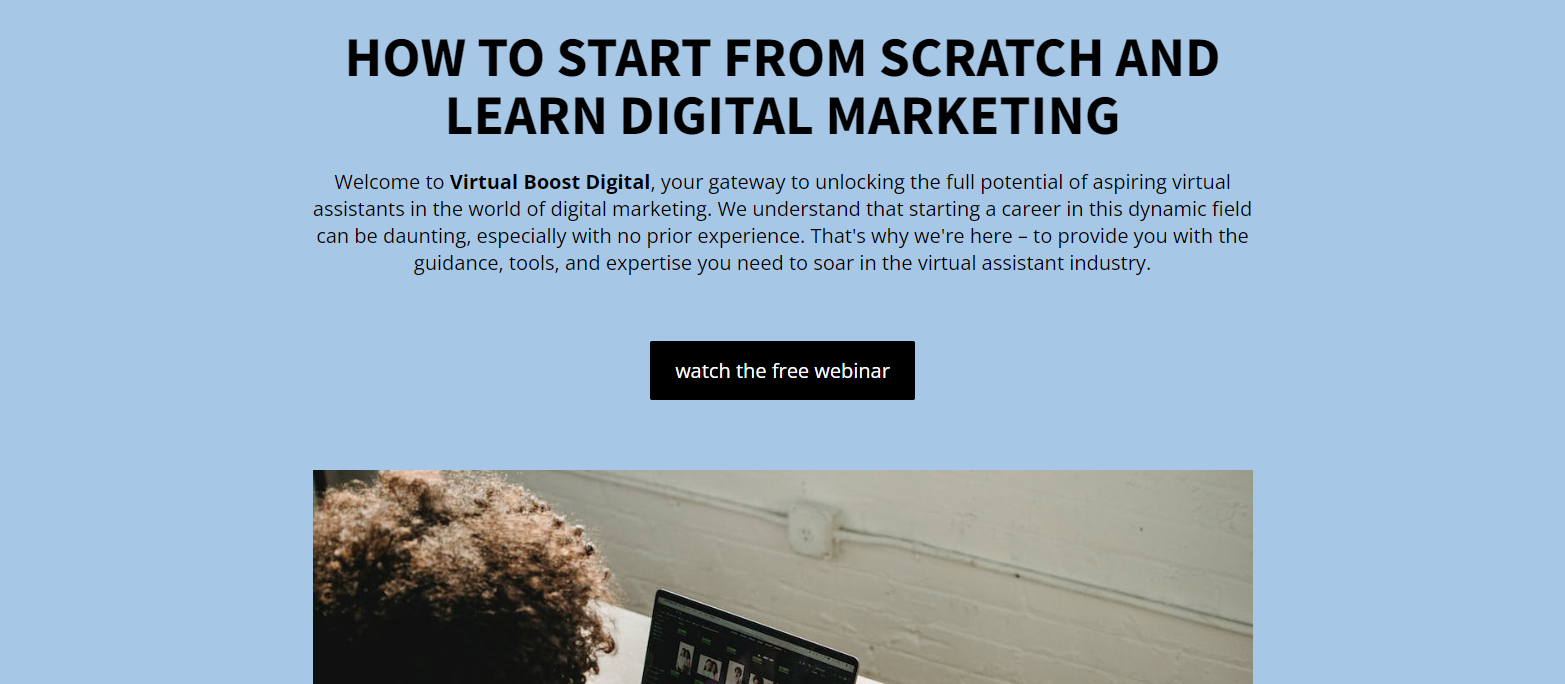 HOW TO START FROM SCRATCH AND
LEARN DIGITAL MARKETING
Welcome to Virtual Boost Digital, your gateway to unlocking the full potential of aspiring virtual
assistants in the world of digital marketing. We understand that starting a career in this dynamic field
can be daunting, especially with no prior experience. That's why we're here – to provide you with the
guidance, tools, and expertise you need to soar in the virtual assistant industry.
watch the free webinar